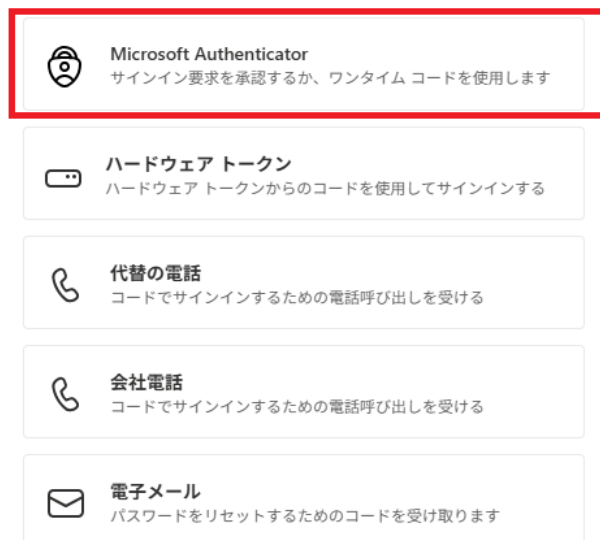 Microsoft Authenticator
サインイン要求を承認するか、ワンタイム コードを使用します
ハードウェア トークン
ハードウェア トークンからのコードを使用してサインインする
代替の電話
コードでサインインするための電話呼び出しを受ける
会社電話
コードでサインインするための電話呼び出しを受ける
電子メール
パスワードをリセットするためのコードを受け取ります